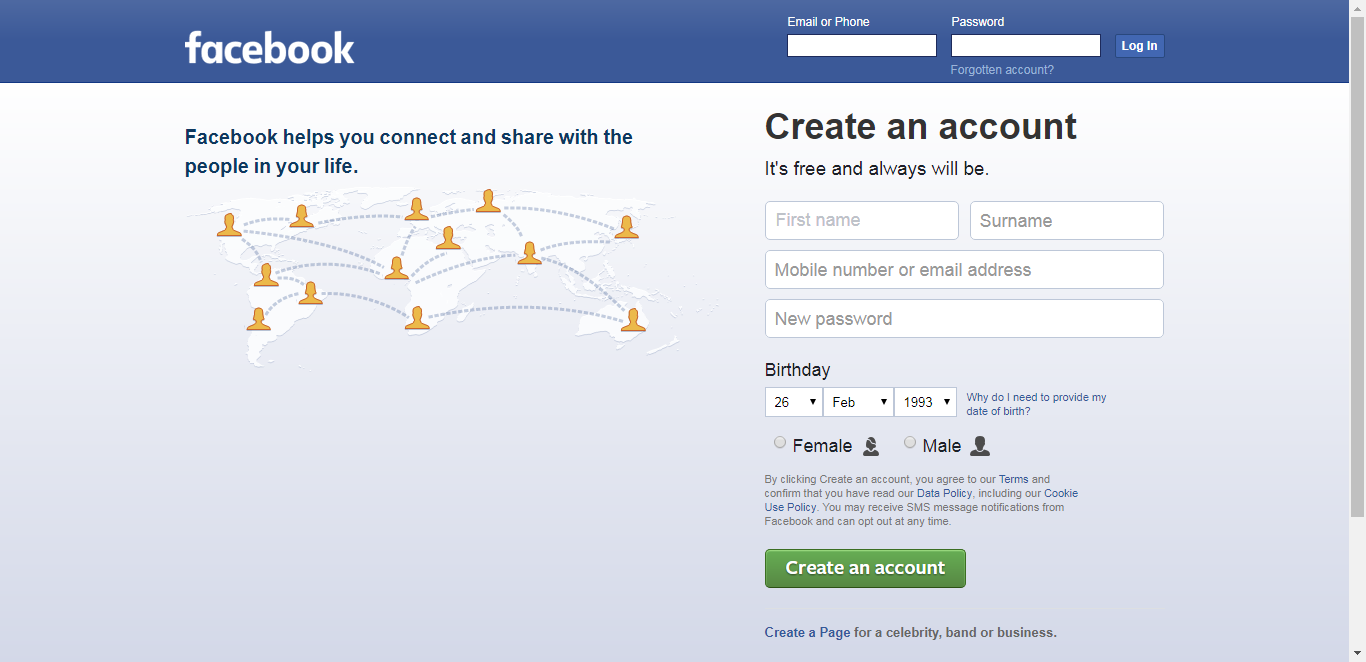 facebook
Email or Phone
Password
Log In
Forgotten account?
Facebook helps you connect and share with the
people in your life.
Create an account
It's free and always will be.
First name
Surname
Mobile number or email address
New password
Birthday
26
Feb
1993
Why do I need to provide my
date of birth?
Female
Male
By clicking Create an account, you agree to our Terms and
confirm that you have read our Data Policy, including our Cookie
Use Policy. You may receive SMS message notifications from
Facebook and can opt out at any time.
Create an account
Create a Page for a celebrity, band or business.